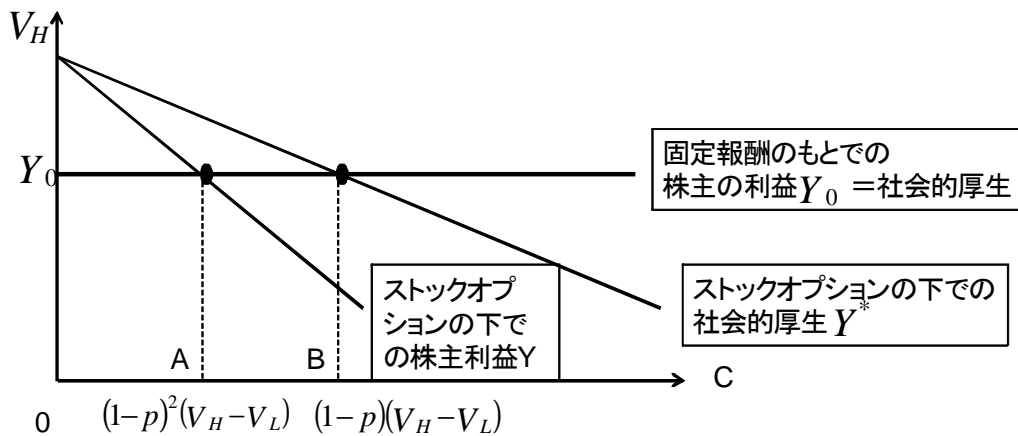 V_H
Y_0
固定報酬のもとでの
株主の利益Y_0 ＝社会的厚生
ストックオプ
ションの下で
の株主利益Y
ストックオプションの下での
社会的厚生 Y^*
A
B
C
0
(1-p)^2(V_H-V_L)
(1-p)(V_H-V_L)